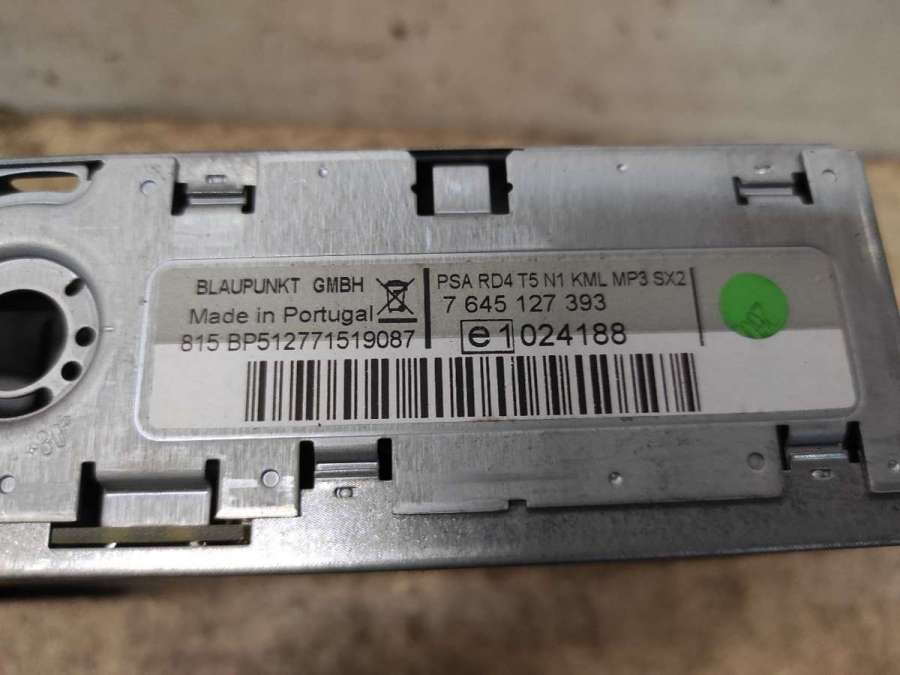 BLAUPUNKT GMBH
Made in Portugal
815 BP512771519087
PSA RD4 T5 N1 KML MP3 SX2
7 645 127 393
e1 024188